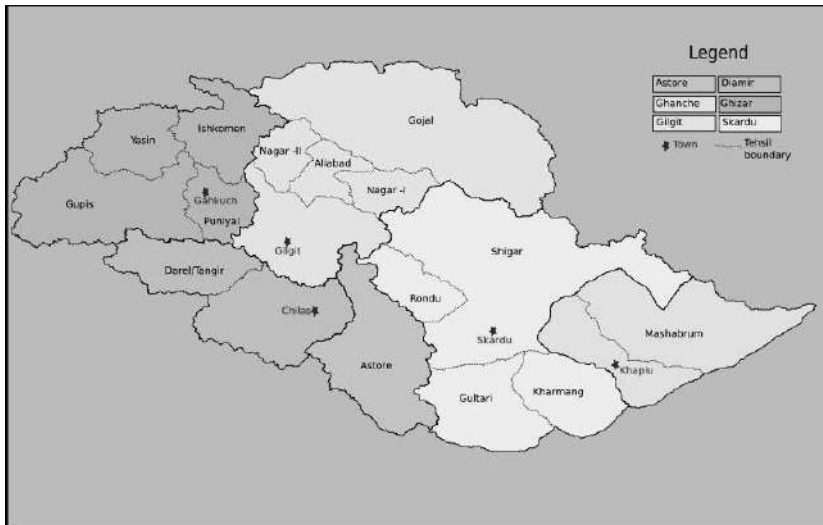 Legend
Astore Diamir
Ghanche Ghizar
Gilgit Skardu
Town Tehsil boundary
Gojal
Ishkomen
Yasin
Nagar -II
Aliabad
Nagar -I
Gahkuch
Gupis
Puniyal
Gilgit
Shigar
Darel/Tangir
Rondu
Chilas
Skardu
Mashabrum
Astore
Khaplu
Gultari
Kharmang